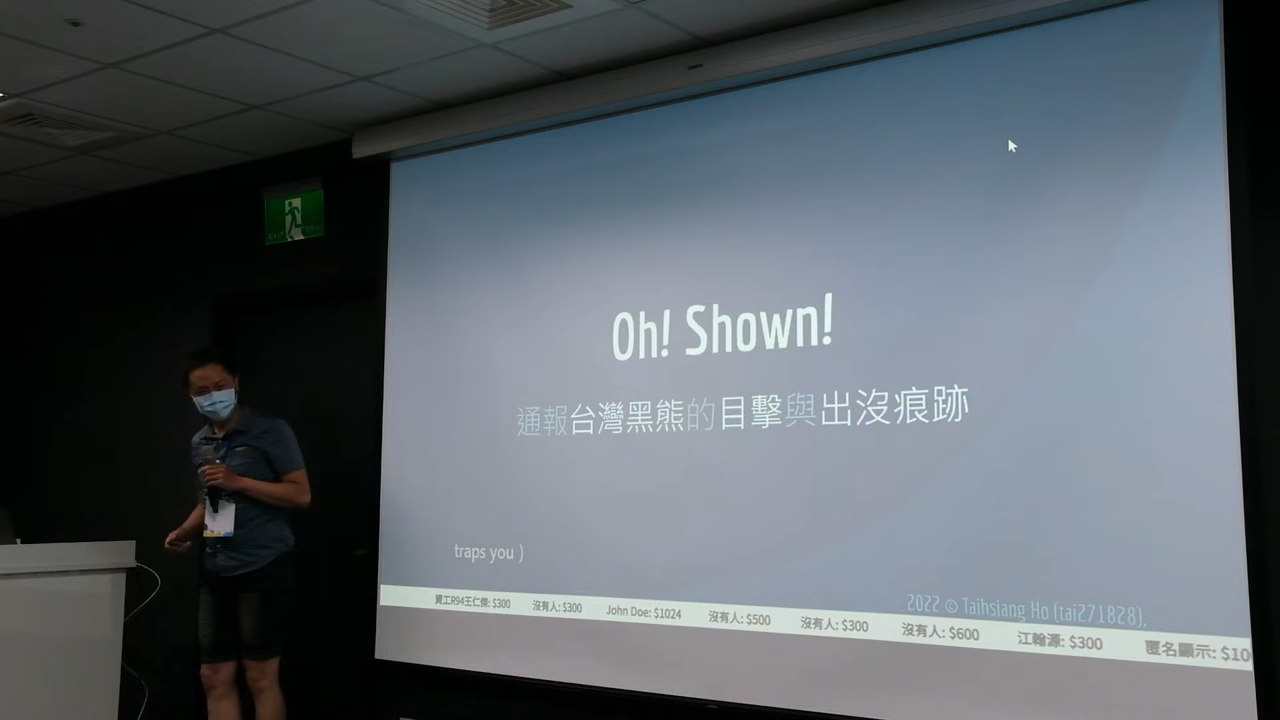 EXIT
Oh! Shown!
通報台灣黑熊的目擊與出沒痕跡
traps you )
2022 © Taihsiang Ho (tai271828),
資工R94王仁傑: $300 沒有人: $300 John Doe: $1024 沒有人: $500 沒有人: $300 沒有人: $600 江翰源: $300 匿名顯示: $10